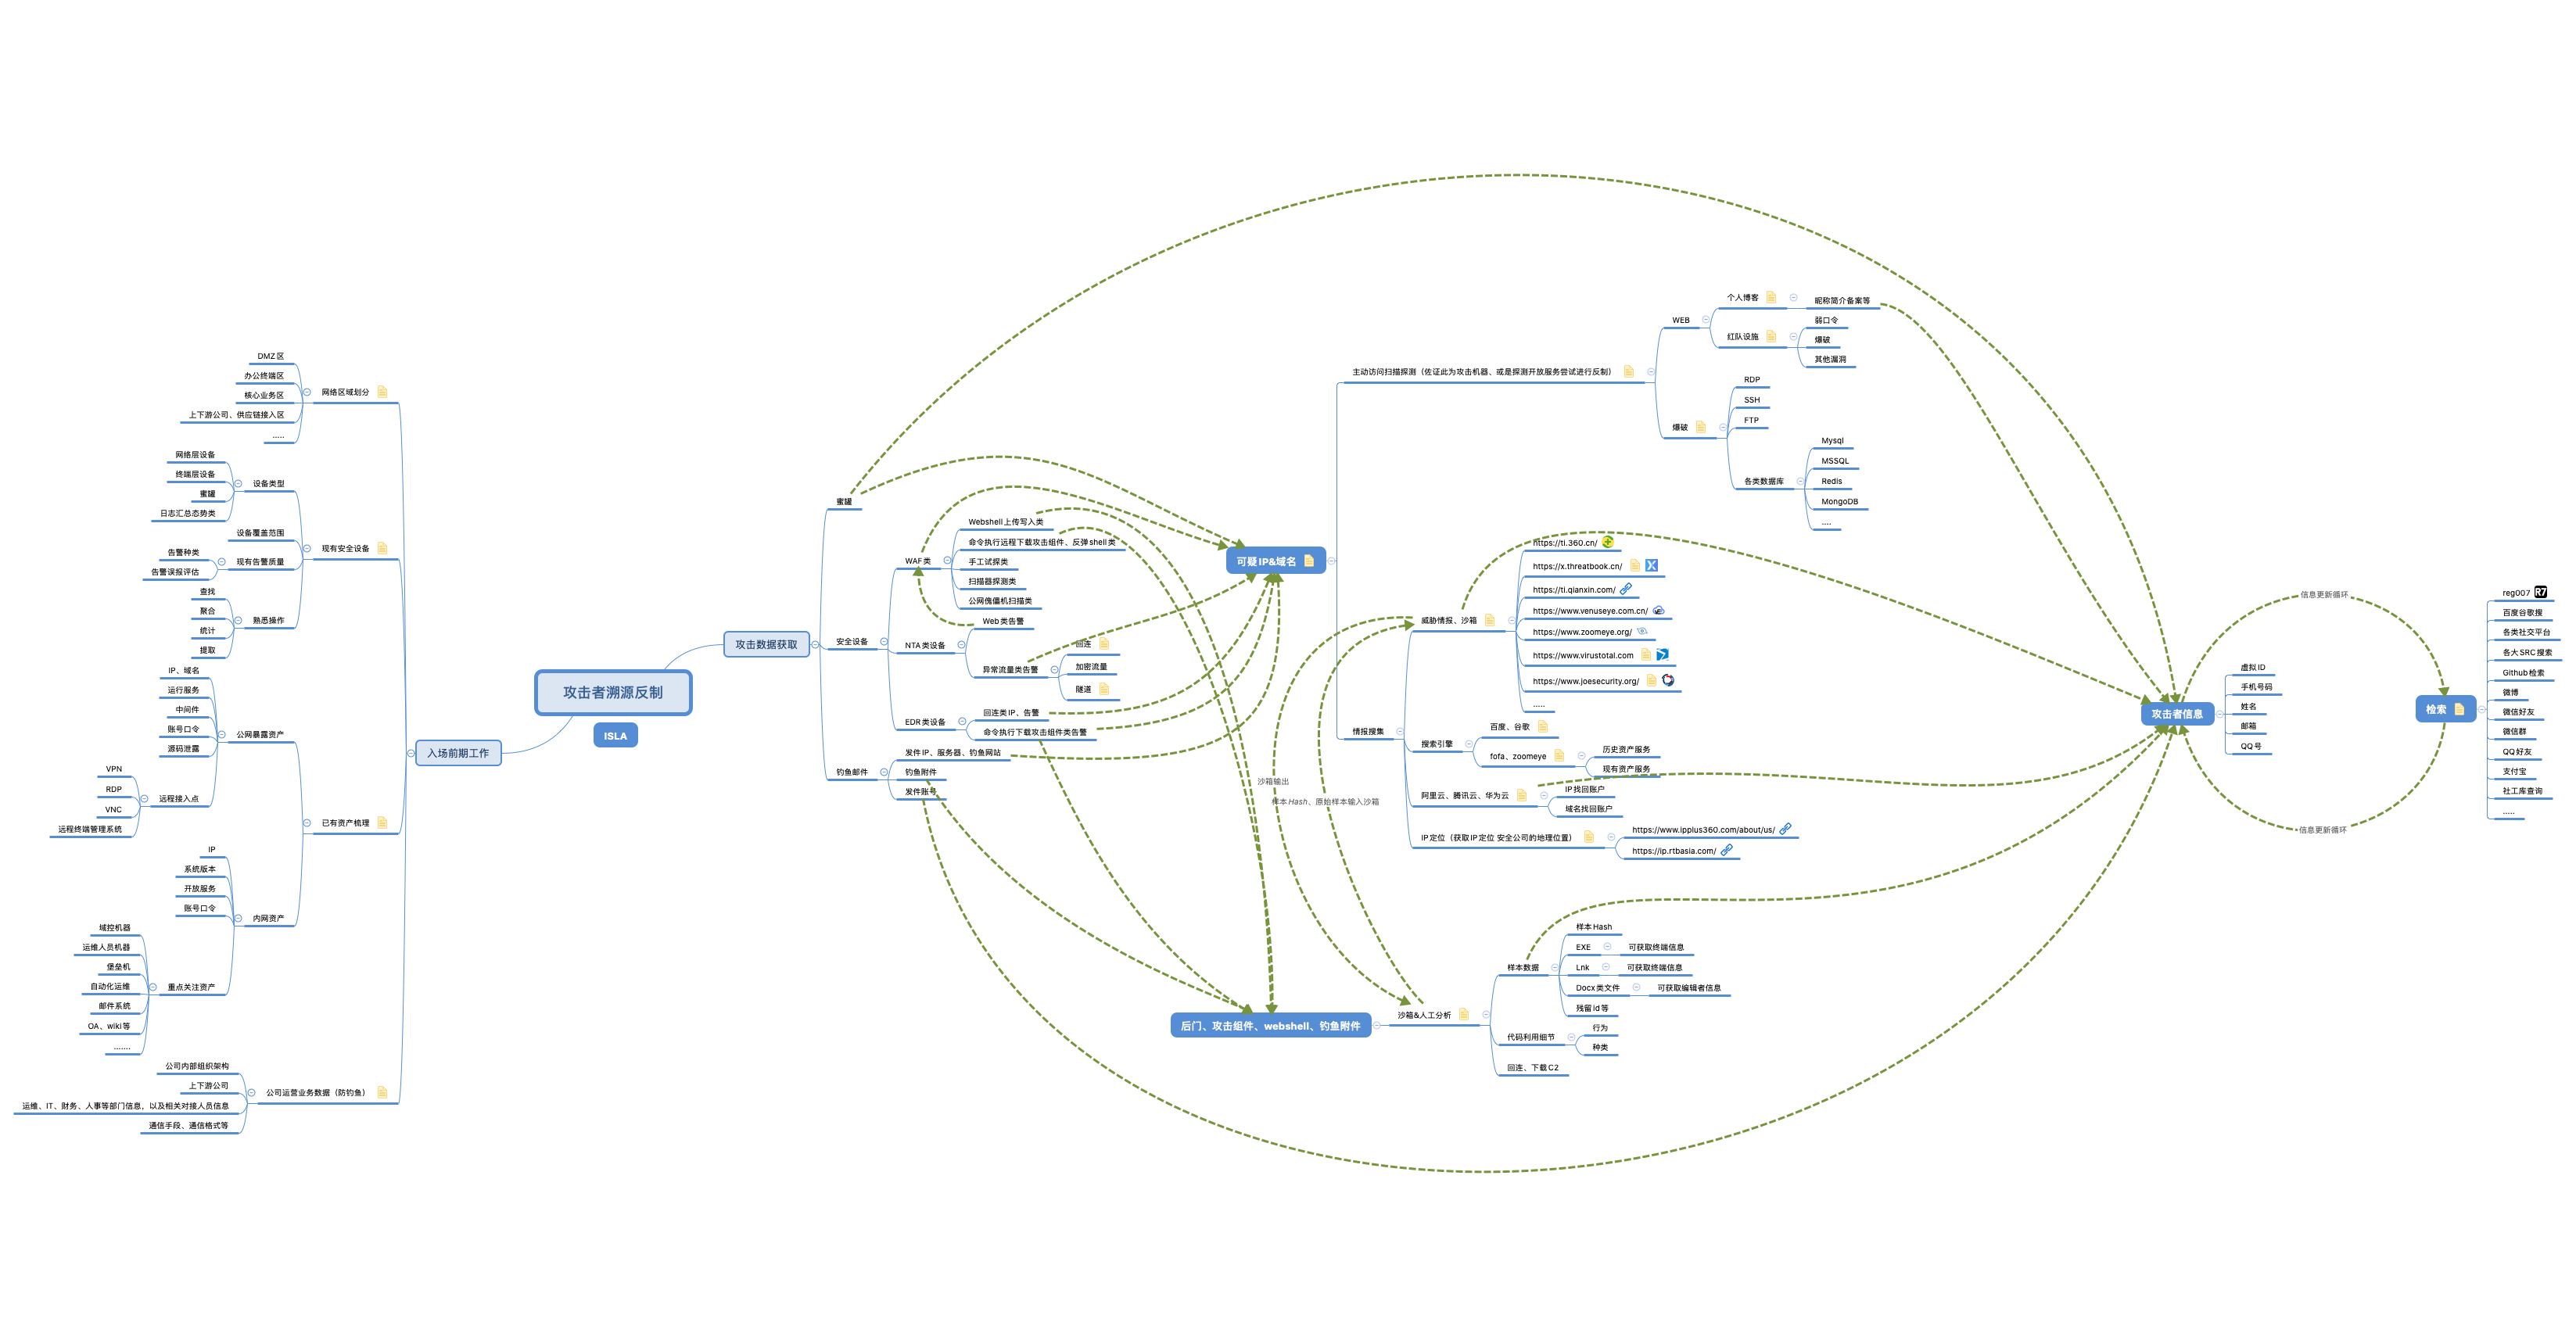 攻击者溯源反制
ISLA
入场前期工作
网络区域划分
DMZ 区
办公终端区
核心业务区
上下游公司、供应链接入区
.....
现有安全设备
设备类型
网络层设备
终端层设备
蜜罐
日志汇总态势类
设备覆盖范围
现有告警质量
告警种类
告警误报评估
熟悉操作
查找
聚合
统计
提取
已有资产梳理
公网暴露资产
IP、域名
运行服务
中间件
账号口令
源码泄露
远程接入点
VPN
RDP
VNC
远程终端管理系统
内网资产
IP
系统版本
开放服务
账号口令
重点关注资产
域控机器
运维人员机器
堡垒机
自动化运维
邮件系统
OA、wiki 等
.......
公司运营业务数据（防钓鱼）
公司内部组织架构
上下游公司
运维、IT、财务、人事等部门信息，以及相关对接人员信息
通信手段、通信格式等
攻击数据获取
蜜罐
安全设备
WAF 类
Webshell 上传写入类
命令执行远程下载攻击组件、反弹 shell 类
手工试探类
扫描器探测类
公网傀儡机扫描类
NTA 类设备
Web 类告警
异常流量类告警
回连
加密流量
隧道
EDR 类设备
回连类 IP、告警
命令执行下载攻击组件类告警
钓鱼邮件
发件 IP、服务器、钓鱼网站
钓鱼附件
发件账号
可疑 IP&域名
主动访问扫描探测（佐证此为攻击机器、或是探测开放服务尝试进行反制）
WEB
个人博客
昵称简介备案等
红队设施
弱口令
爆破
其他漏洞
爆破
RDP
SSH
FTP
各类数据库
Mysql
MSSQL
Redis
MongoDB
....
情报搜集
威胁情报、沙箱
https://ti.360.cn/
https://x.threatbook.cn/
https://ti.qianxin.com/
https://www.venuseye.com.cn/
https://www.zoomeye.org/
https://www.virustotal.com
https://www.joesecurity.org/
.....
搜索引擎
百度、谷歌
fofa、zoomeye
历史资产服务
现有资产服务
阿里云、腾讯云、华为云
IP 找回账户
域名找回账户
IP 定位（获取 IP 定位 安全公司的地理位置）
https://www.ipplus360.com/about/us/
https://ip.rtbasia.com/
沙箱输出
样本 Hash、原始样本输入沙箱
后门、攻击组件、webshell、钓鱼附件
沙箱&人工分析
样本数据
样本 Hash
EXE
可获取终端信息
Lnk
可获取终端信息
Docx 类文件
可获取编辑者信息
残留 id 等
代码利用细节
行为
种类
回连、下载 C2
攻击者信息
虚拟 ID
手机号码
姓名
邮箱
QQ 号
信息更新循环
信息更新循环
检索
reg007
R7
百度谷歌搜
各类社交平台
各大 SRC 搜索
Github 检索
微博
微信好友
微信群
QQ 好友
支付宝
社工库查询
.....